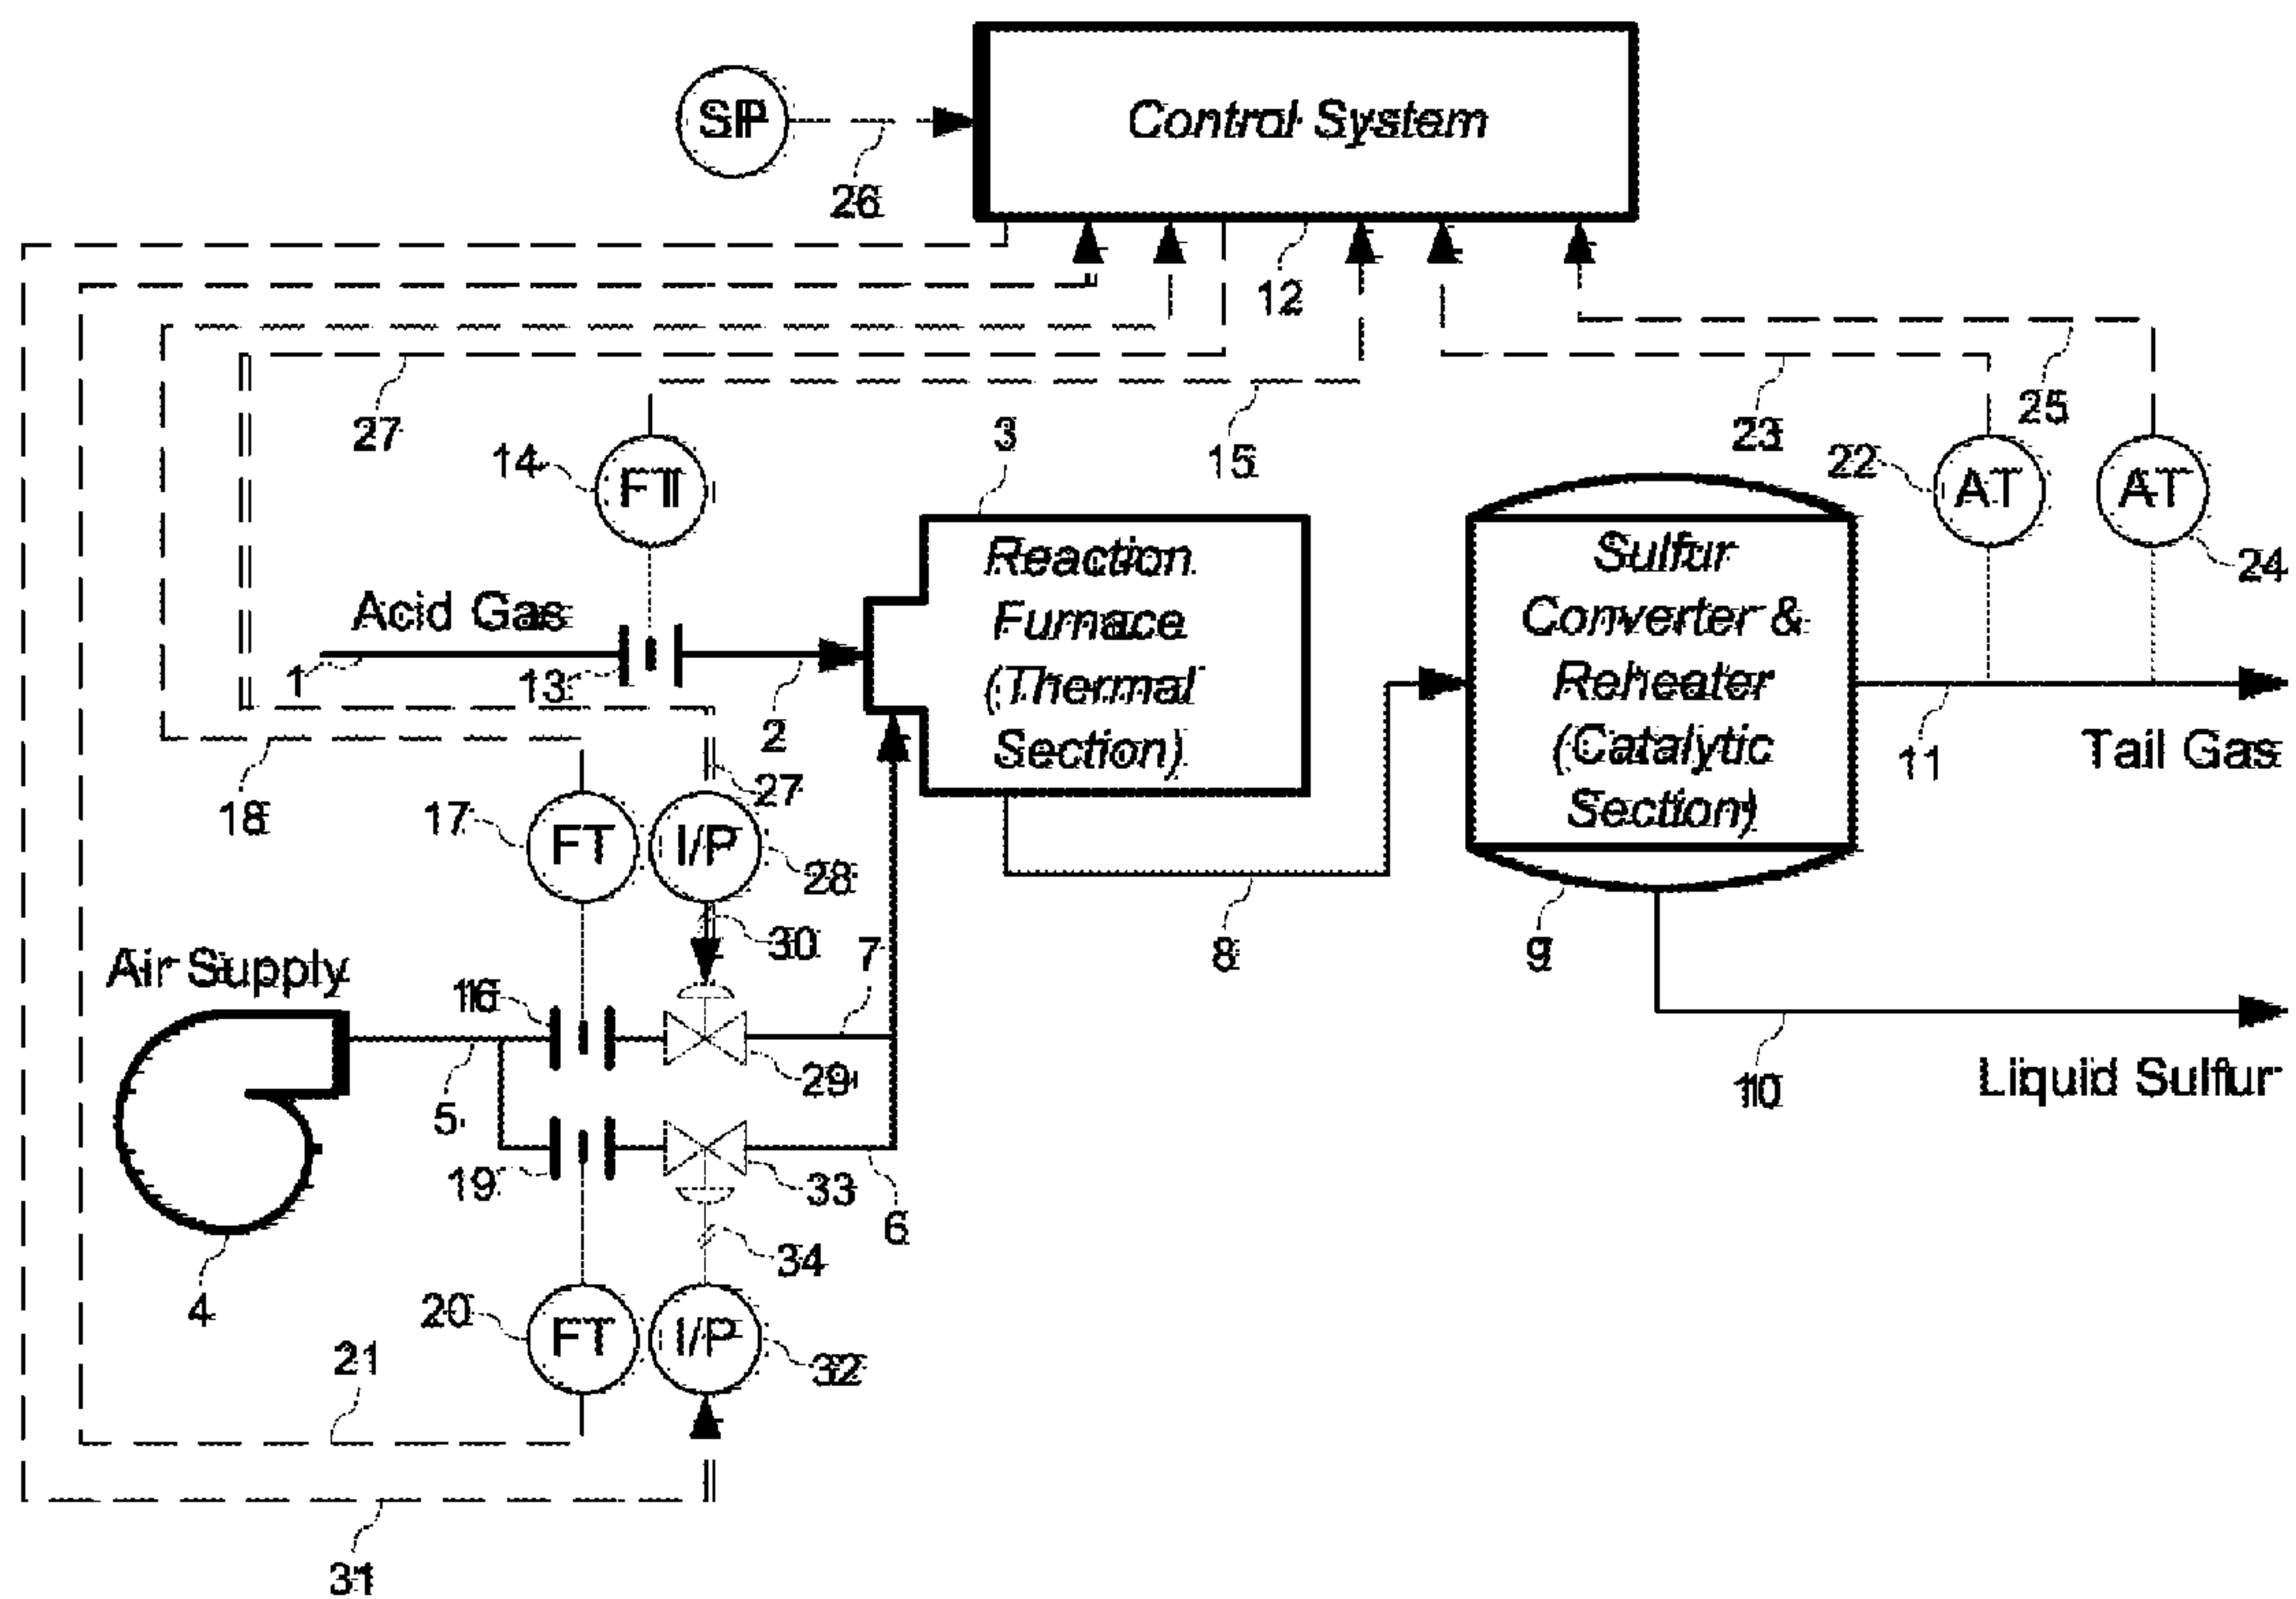 SP
Control System
26
12
27
15
23
25
14
FT
3
22
AT
AT
24
Acid Gas
1
13
2
Reaction
Furnace
(Thermal
Section)
Sulfur
Converter &
Reheater
(Catalytic
Section)
11
Tail Gas
18
17
FT
27
I/P
28
30
7
8
9
Air Supply
16
29
5
10
Liquid Sulfur
19
33
6
34
4
20
FT
I/P
32
21
31